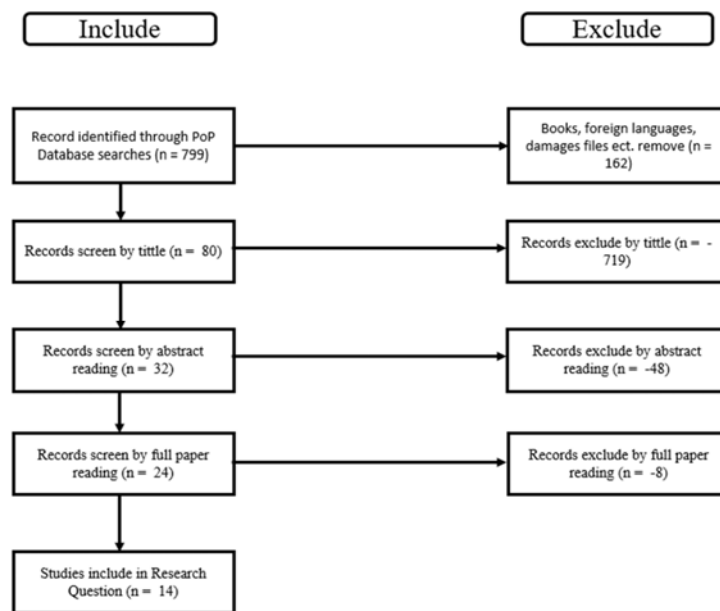 Include
Exclude
Record identified through PoP
Database searches (n = 799)
Books, foreign languages,
damages files ect. remove (n =
162)
Records screen by tittle (n = 80)
Records exclude by tittle (n = -
719)
Records screen by abstract
reading (n = 32)
Records exclude by abstract
reading (n = -48)
Records screen by full paper
reading (n = 24)
Records exclude by full paper
reading (n = -8)
Studies include in Research
Question (n = 14)